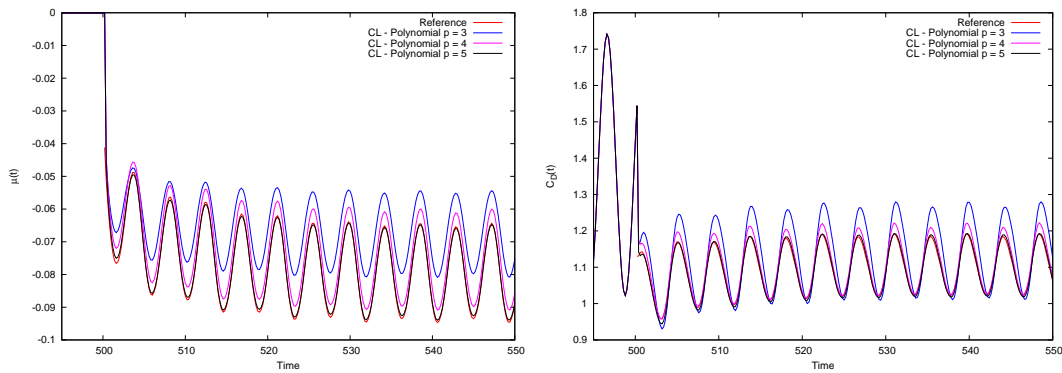 0
-0.01
-0.02
-0.03
-0.04
-0.05
-0.06
-0.07
-0.08
-0.09
-0.1
μ(t)
500
510
520
530
540
550
Time
Reference
CL - Polynomial p = 3
CL - Polynomial p = 4
CL - Polynomial p = 5
1.8
1.7
1.6
1.5
1.4
1.3
1.2
1.1
1
0.9
C_D(t)
500
510
520
530
540
550
Time
Reference
CL - Polynomial p = 3
CL - Polynomial p = 4
CL - Polynomial p = 5